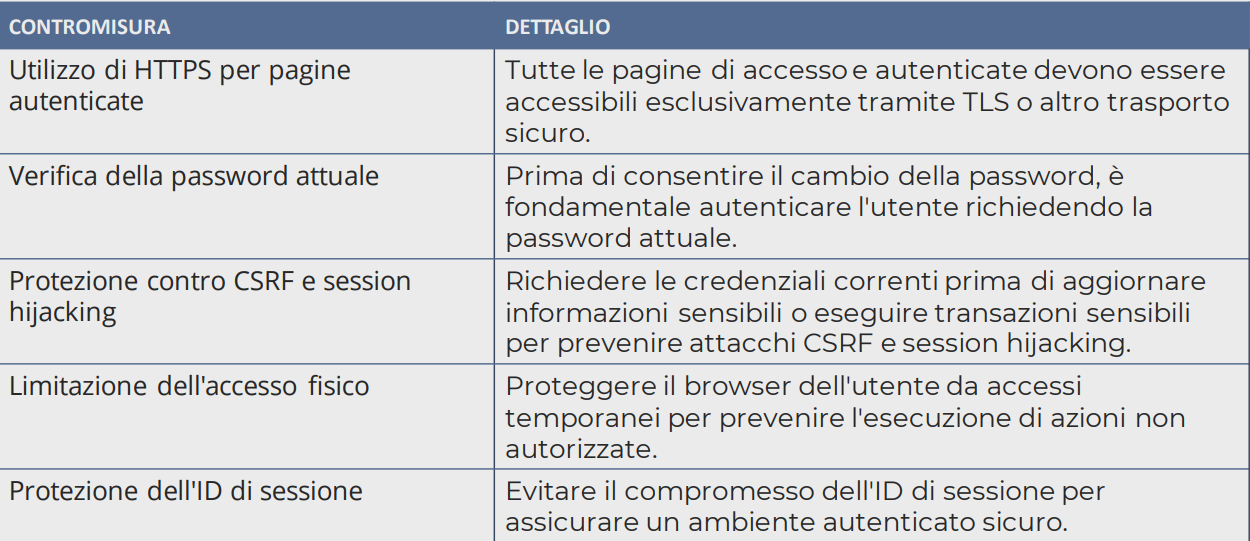 CONTROMISURA
DETTAGLIO
Utilizzo di HTTPS per pagine
autenticate
Tutte le pagine di accesso e autenticate devono essere
accessibili esclusivamente tramite TLS o altro trasporto
sicuro.
Verifica della password attuale
Prima di consentire il cambio della password, è
fondamentale autenticare l'utente richiedendo la
password attuale.
Protezione contro CSRF e session
hijacking
Richiedere le credenziali correnti prima di aggiornare
informazioni sensibili o eseguire transazioni sensibili
per prevenire attacchi CSRF e session hijacking.
Limitazione dell'accesso fisico
Proteggere il browser dell'utente da accessi
temporanei per prevenire l'esecuzione di azioni non
autorizzate.
Protezione dell'ID di sessione
Evitare il compromesso dell'ID di sessione per
assicurare un ambiente autenticato sicuro.